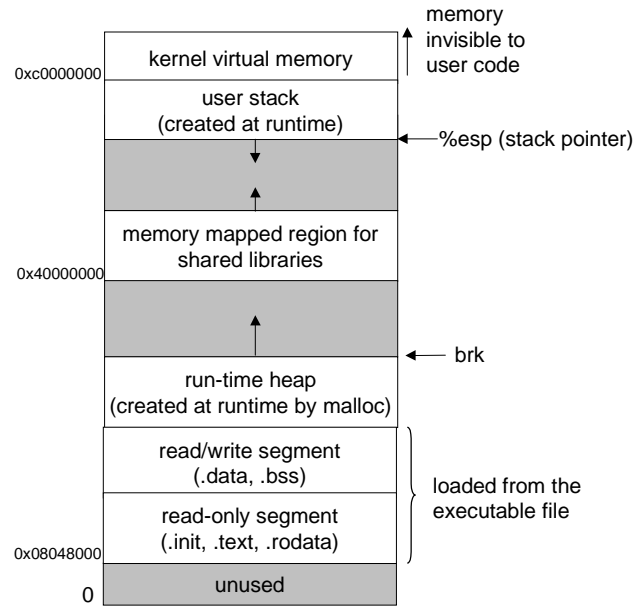 memory
invisible to
user code
kernel virtual memory
0xc0000000
user stack
(created at runtime)
%esp (stack pointer)
memory mapped region for
shared libraries
0x40000000
brk
run-time heap
(created at runtime by malloc)
read/write segment
(.data, .bss)
loaded from the
executable file
read-only segment
(.init, .text, .rodata)
0x08048000
unused
0